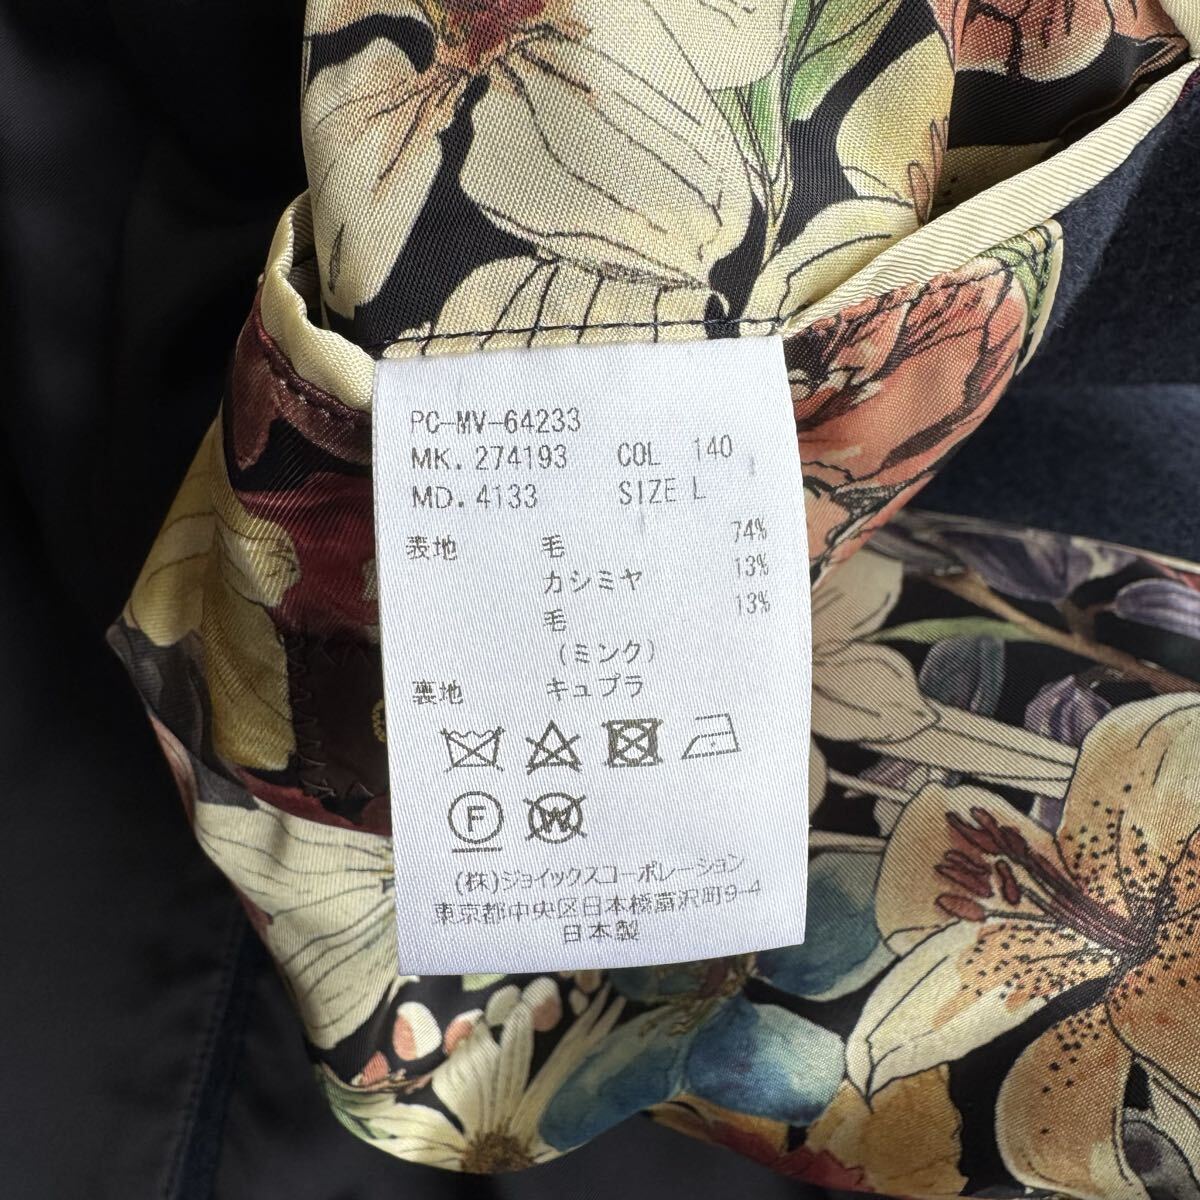 PC-MV-64233
MK. 274193 COL 140
MD. 4133 SIZE L
表地 毛 74%
カシミヤ 13%
毛 13%
(ミンク)
裏地 キュプラ
F W
(株)ジョイックスコーポレーション
東京都中央区日本橋富沢町9-4
日本製